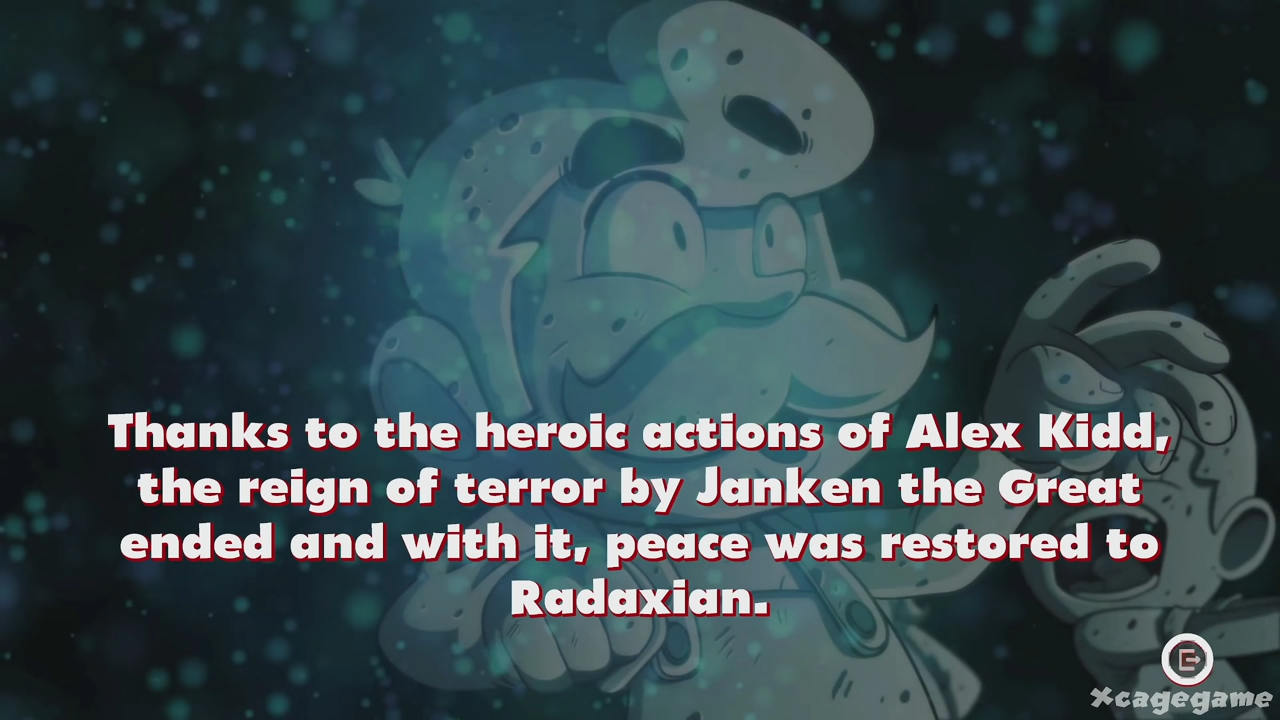 Thanks to the heroic actions of Alex Kidd,
the reign of terror by Janken the Great
ended and with it, peace was restored to
Radaxian.
Xcagegame